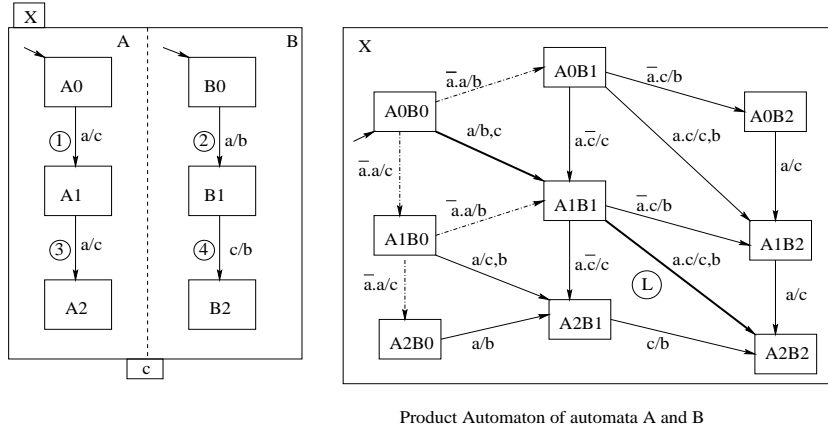 X
A
B
A0
B0
1
a/c
2
a/b
A1
B1
3
a/c
4
c/b
A2
B2
c
X
A0B1
a̅.a/b
a̅.c/b
A0B0
A0B2
a/b,c
a.c̅/c
a.c/c,b
a/c
a̅.a/c
A1B1
a̅.a/b
a̅.c/b
A1B0
A1B2
a/c,b
a.c̅/c
a.c/c,b
a̅.a/c
L
a/c
A2B1
A2B0
a/b
c/b
A2B2
Product Automaton of automata A and B